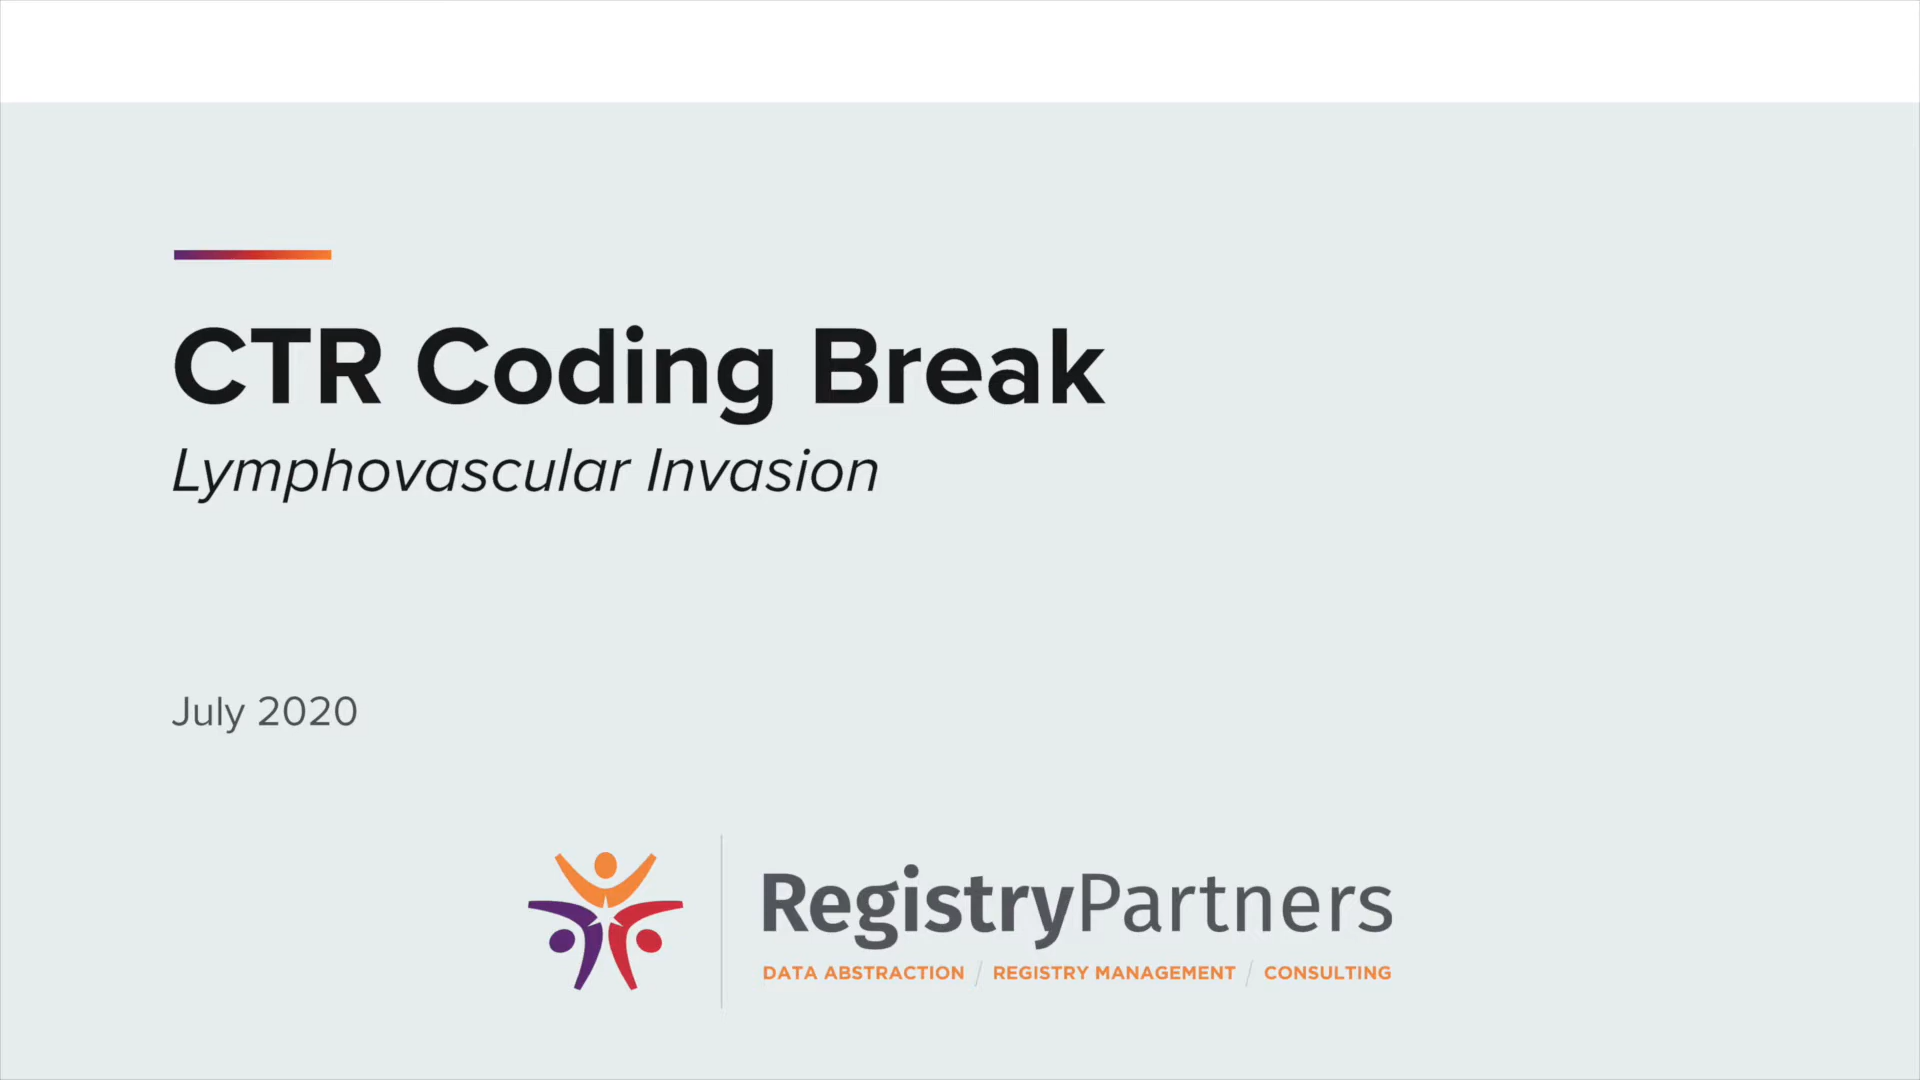 CTR Coding Break
Lymphovascular Invasion
July 2020
RegistryPartners
DATA ABSTRACTION / REGISTRY MANAGEMENT / CONSULTING